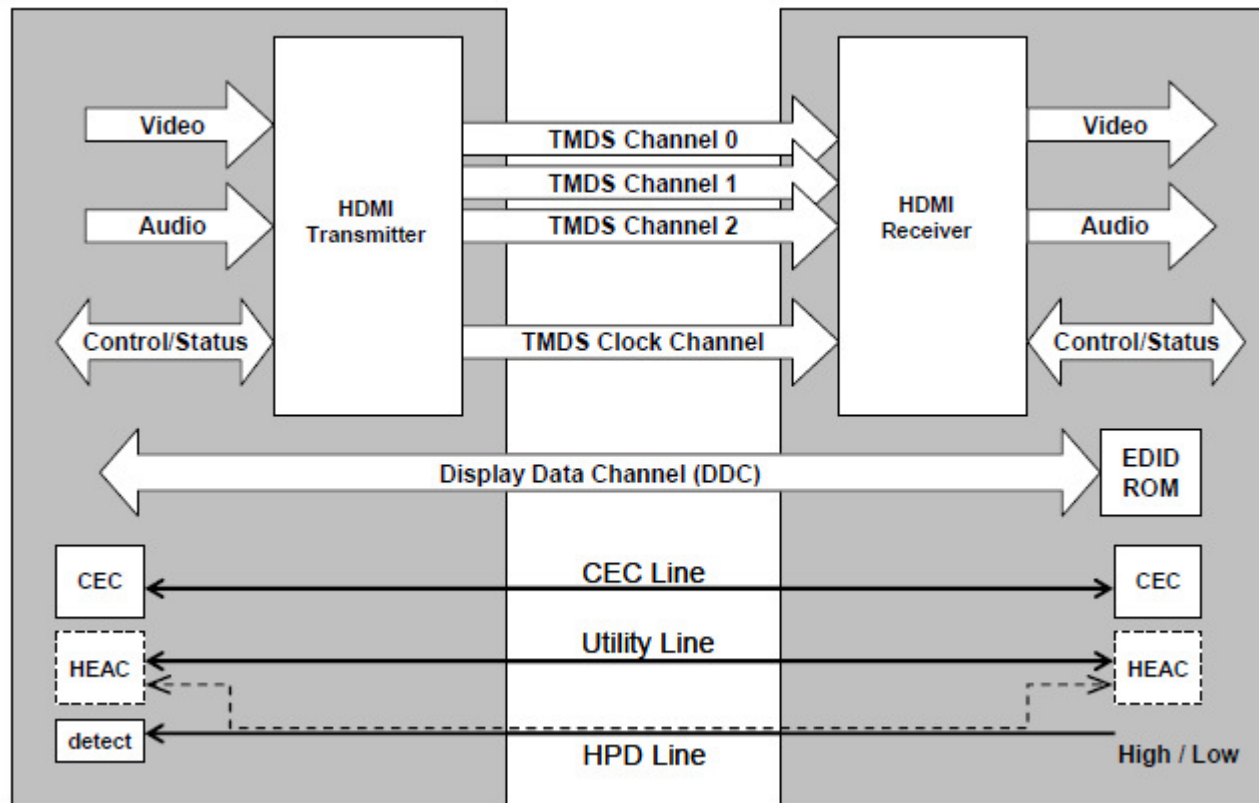 Video
Audio
Control/Status
HDMI
Transmitter
TMDS Channel 0
TMDS Channel 1
TMDS Channel 2
TMDS Clock Channel
HDMI
Receiver
Video
Audio
Control/Status
Display Data Channel (DDC)
EDID
ROM
CEC
CEC Line
CEC
HEAC
Utility Line
HEAC
detect
HPD Line
High / Low